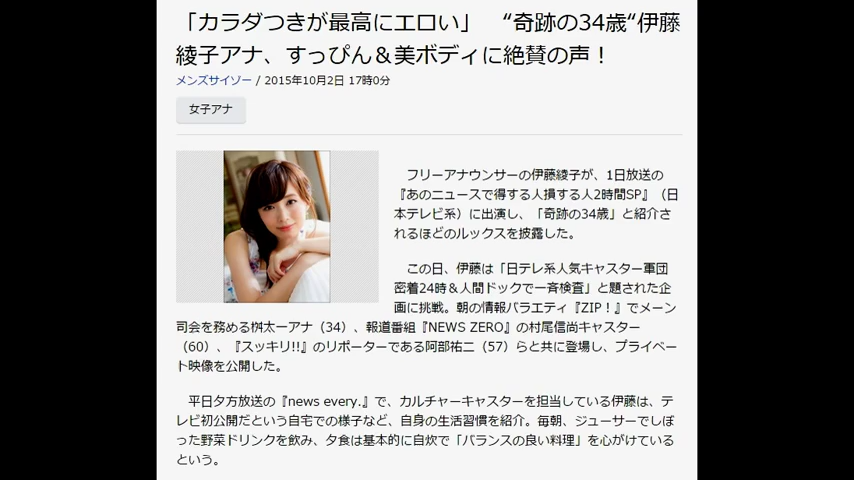 「カラダつきが最高にエロい」　“奇跡の34歳“伊藤
綾子アナ、すっぴん＆美ボディに絶賛の声！
メンズサイゾー / 2015年10月2日 17時0分
女子アナ
フリーアナウンサーの伊藤綾子が、1日放送の
『あのニュースで得する人損する人2時間SP』（日
本テレビ系）に出演し、「奇跡の34歳」と紹介さ
れるほどのルックスを披露した。
この日、伊藤は「日テレ系人気キャスター軍団
密着24時＆人間ドックで一斉検査」と題された企
画に挑戦。朝の情報バラエティ『ZIP！』でメーン
司会を務める桝太一アナ（34）、報道番組『NEWS ZERO』の村尾信尚キャスター
（60）、『スッキリ!!』のリポーターである阿部祐二（57）らと共に登場し、プライベー
ト映像を公開した。
平日夕方放送の『news every.』で、カルチャーキャスターを担当している伊藤は、テ
レビ初公開だという自宅での様子など、自身の生活習慣を紹介。毎朝、ジューサーでしぼ
った野菜ドリンクを飲み、夕食は基本的に自炊で「バランスの良い料理」を心がけている
という。